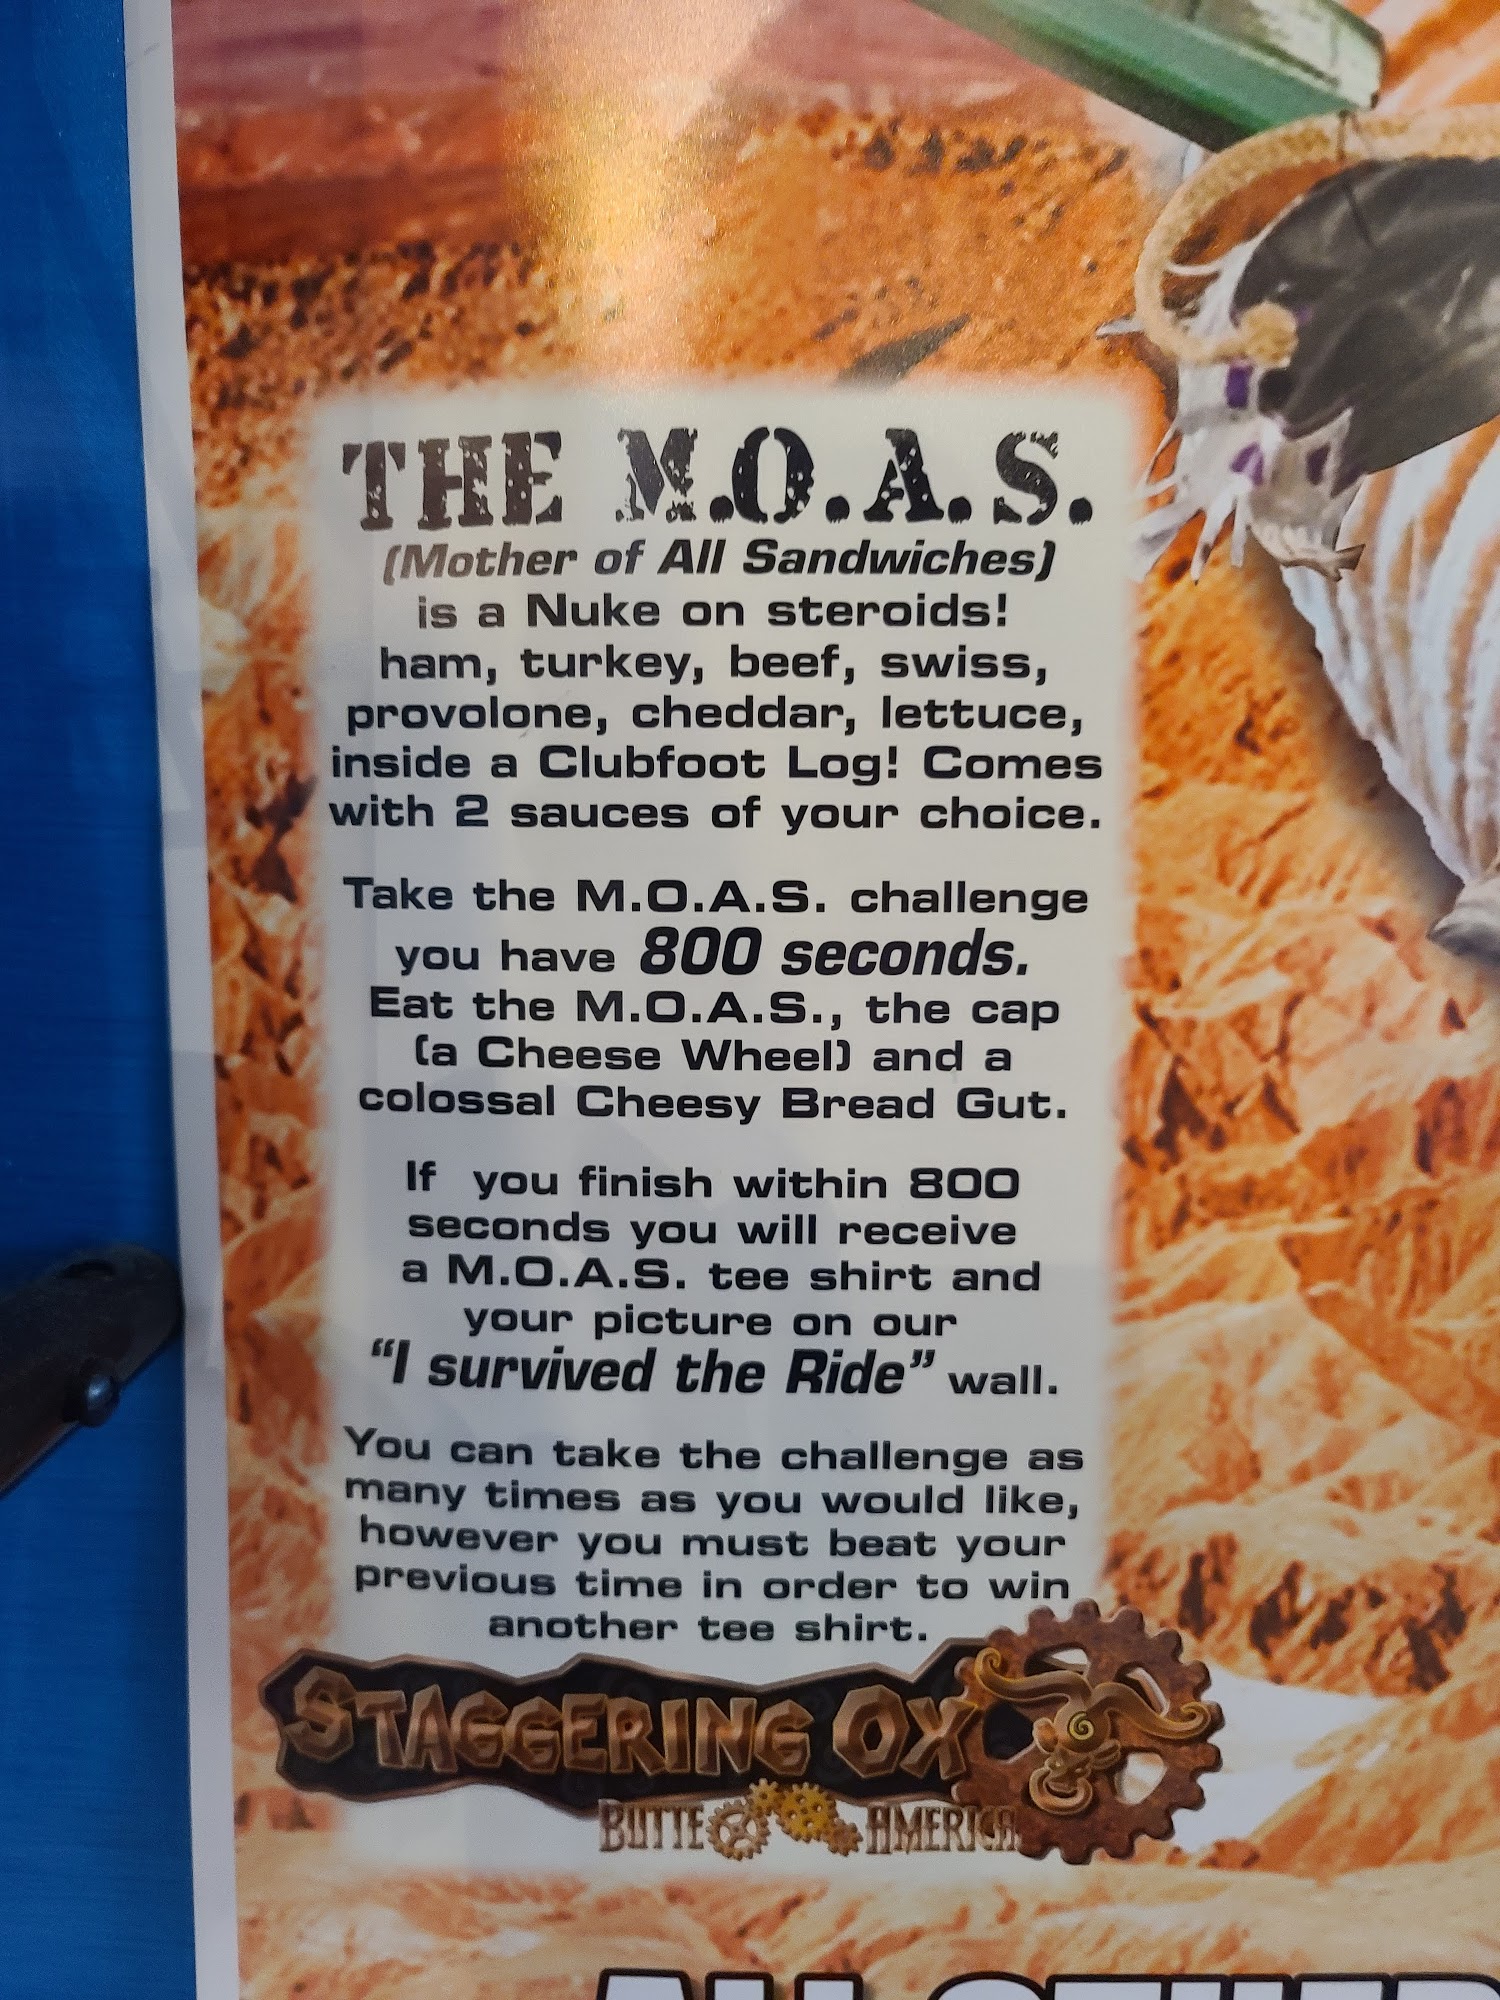 THE M.O.A.S.
(Mother of All Sandwiches)
is a Nuke on steroids!
ham, turkey, beef, swiss,
provolone, cheddar, lettuce,
inside a Clubfoot Log! Comes
with 2 sauces of your choice.
Take the M.O.A.S. challenge
you have 800 seconds.
Eat the M.O.A.S., the cap
(a Cheese Wheel) and a
colossal Cheesy Bread Gut.
If you finish within 800
seconds you will receive
a M.O.A.S. tee shirt and
your picture on our
“I survived the Ride” wall.
You can take the challenge as
many times as you would like,
however you must beat your
previous time in order to win
another tee shirt.
STAGGERING OX
BUTTE AMERICA